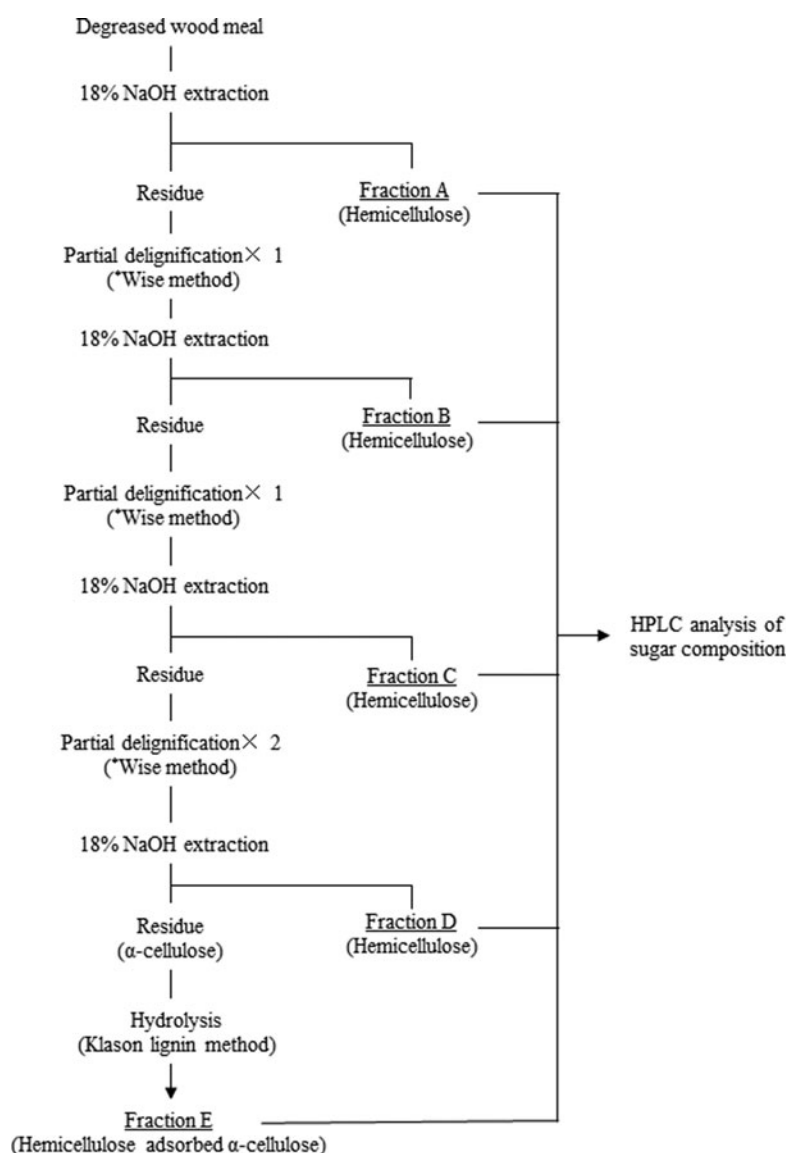 Degreased wood meal
18% NaOH extraction
Residue
Fraction A
(Hemicellulose)
Partial delignification× 1
(*Wise method)
18% NaOH extraction
Residue
Fraction B
(Hemicellulose)
Partial delignification× 1
(*Wise method)
18% NaOH extraction
HPLC analysis of
sugar composition
Residue
Fraction C
(Hemicellulose)
Partial delignification× 2
(*Wise method)
18% NaOH extraction
Residue
(α-cellulose)
Fraction D
(Hemicellulose)
Hydrolysis
(Klason lignin method)
Fraction E
(Hemicellulose adsorbed α-cellulose)